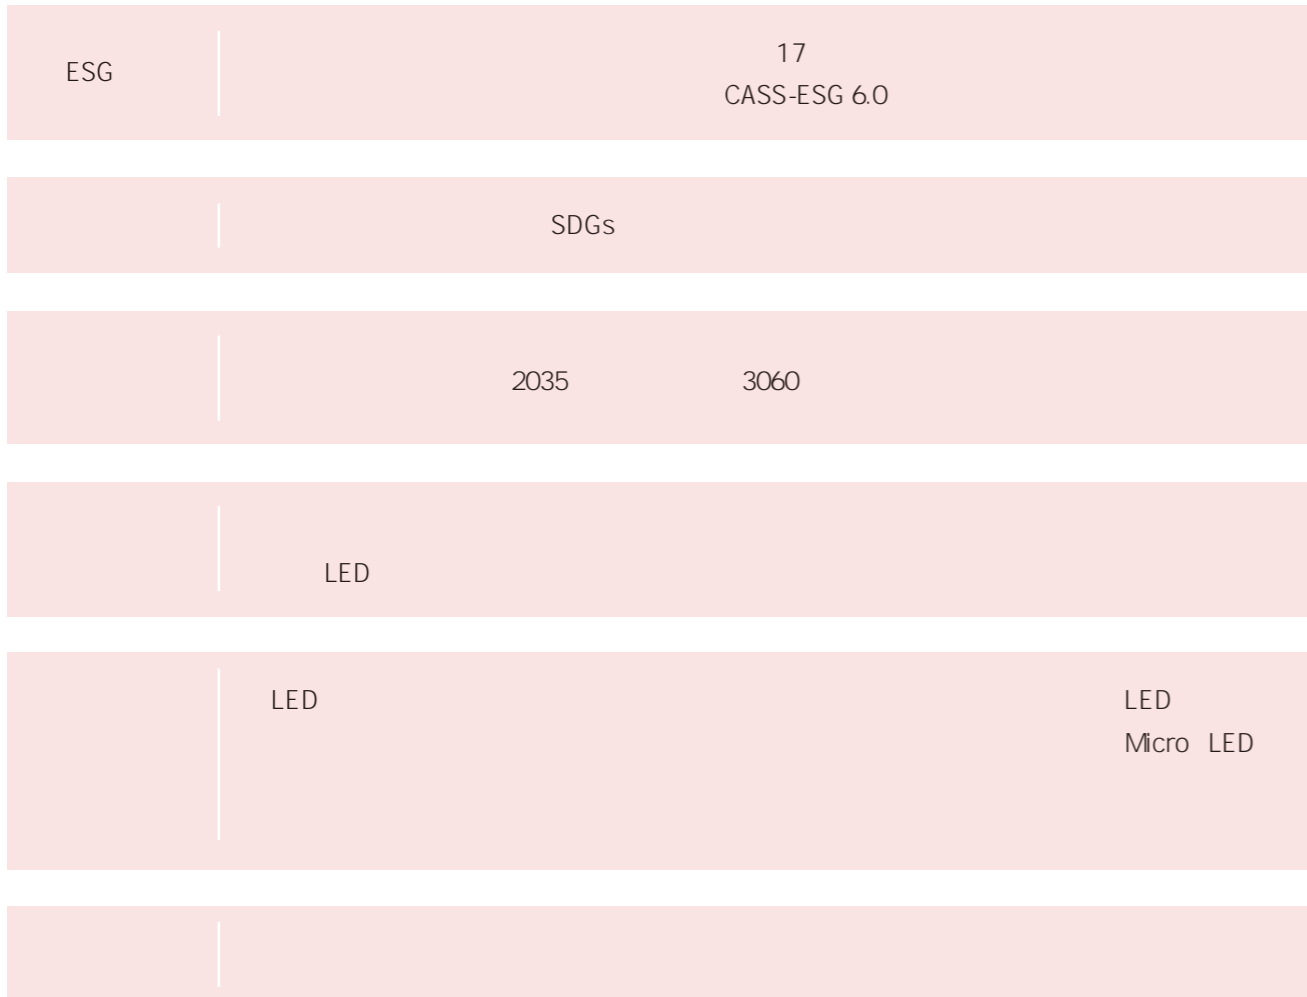 ESG
17
CASS-ESG 6.0
SDGs
2035 3060
LED
LED LED
Micro LED